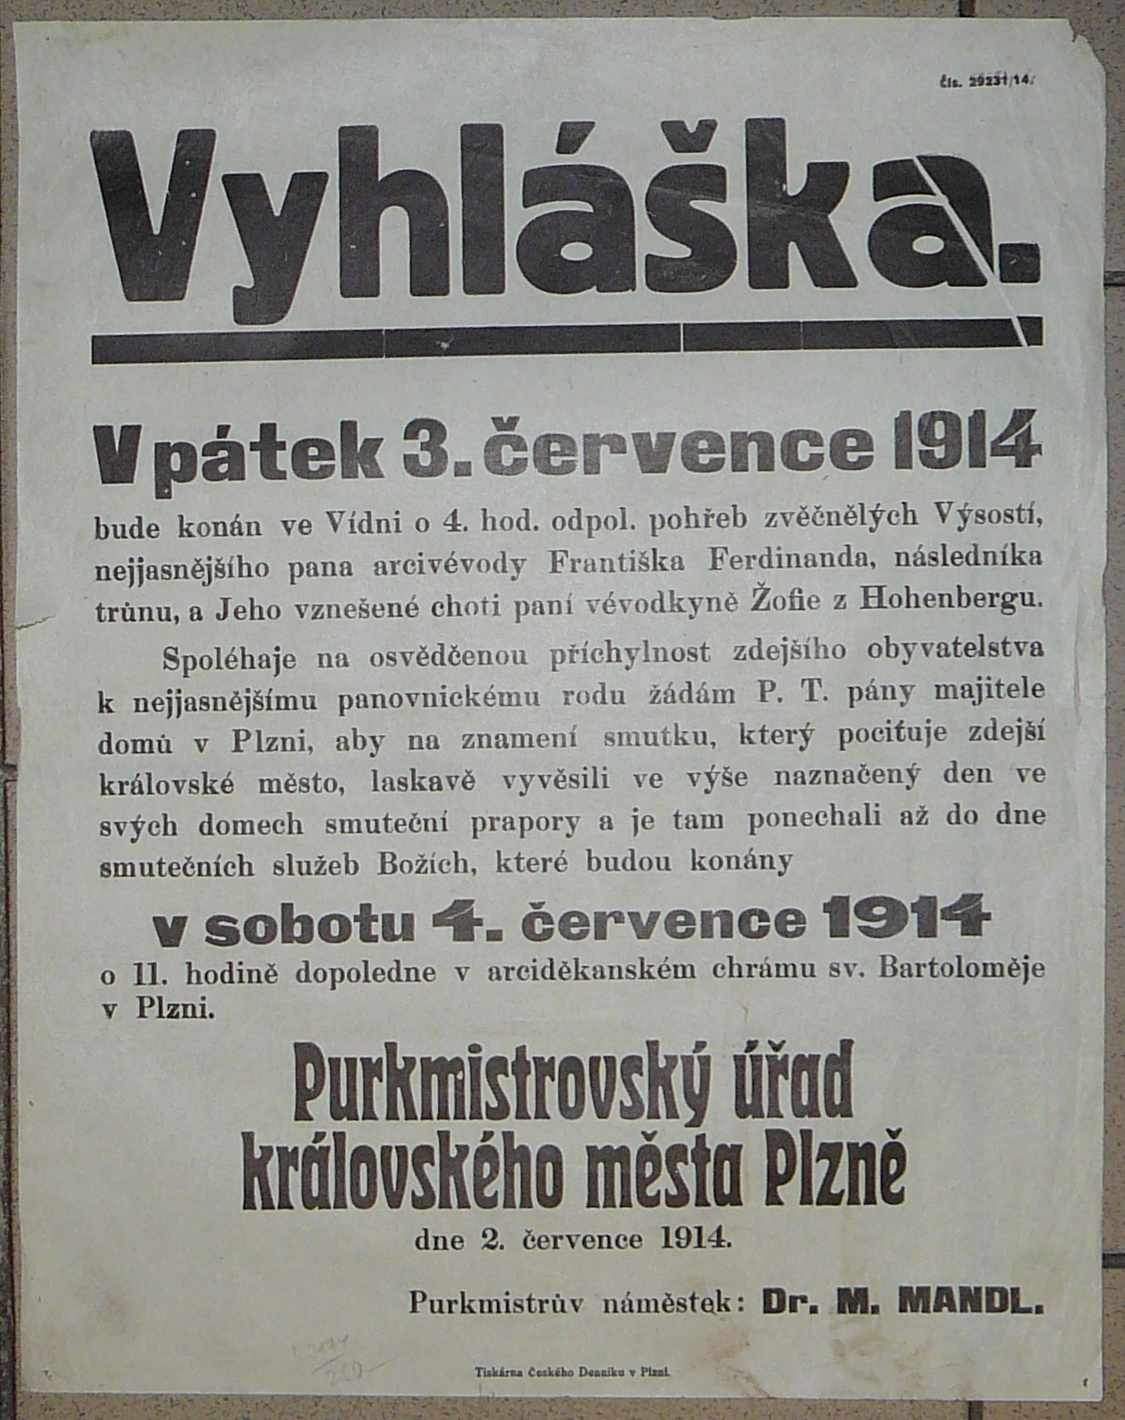 čís. 29231/14.
Vyhláška.
V pátek 3. července 1914
bude konán ve Vídni o 4. hod. odpol. pohřeb zvěčnělých Výsostí,
nejjasnějšího pana arcivévody Františka Ferdinanda, následníka
trůnu, a Jeho vznešené choti paní vévodkyně Žofie z Hohenbergu.
Spoléhaje na osvědčenou příchylnost zdejšího obyvatelstva
k nejjasnějšímu panovnickému rodu žádám P. T. pány majitele
domů v Plzni, aby na znamení smutku, který pociťuje zdejší
královské město, laskavě vyvěsili ve výše naznačený den ve
svých domech smuteční prapory a je tam ponechali až do dne
smutečních služeb Božích, které budou konány
v sobotu 4. července 1914
o 11. hodině dopoledne v arciděkanském chrámu sv. Bartoloměje
v Plzni.
Purkmistrovský úřad
královského města Plzně
dne 2. července 1914.
Purkmistrův náměstek: Dr. M. MANDL.
Tiskárna Českého Denníku v Plzni.